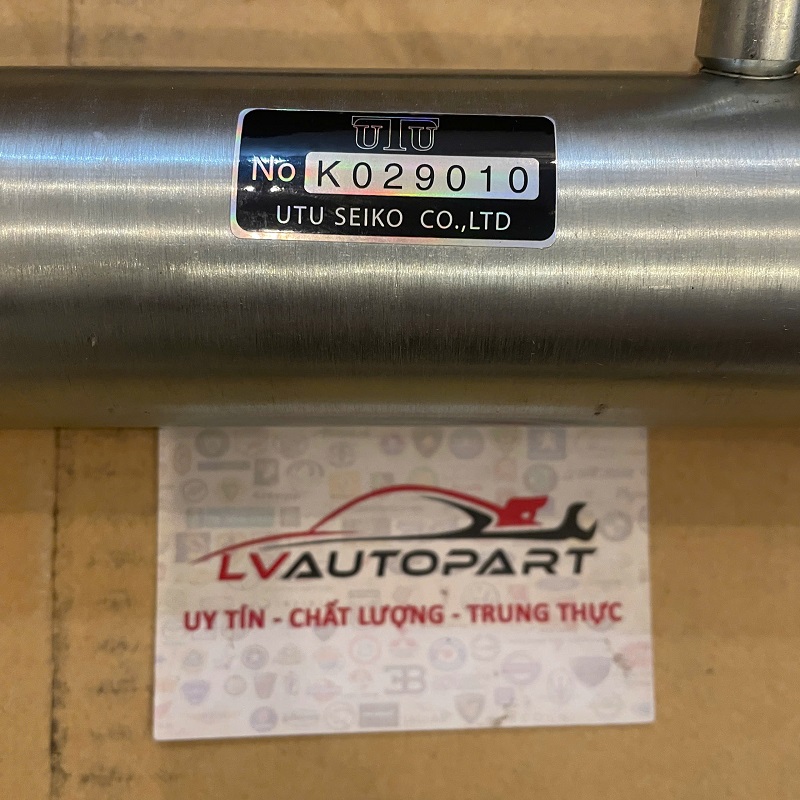 UTU
No K029010
UTU SEIKO CO.,LTD
LVAUTOPART
UY TÍN - CHẤT LƯỢNG - TRUNG THỰC